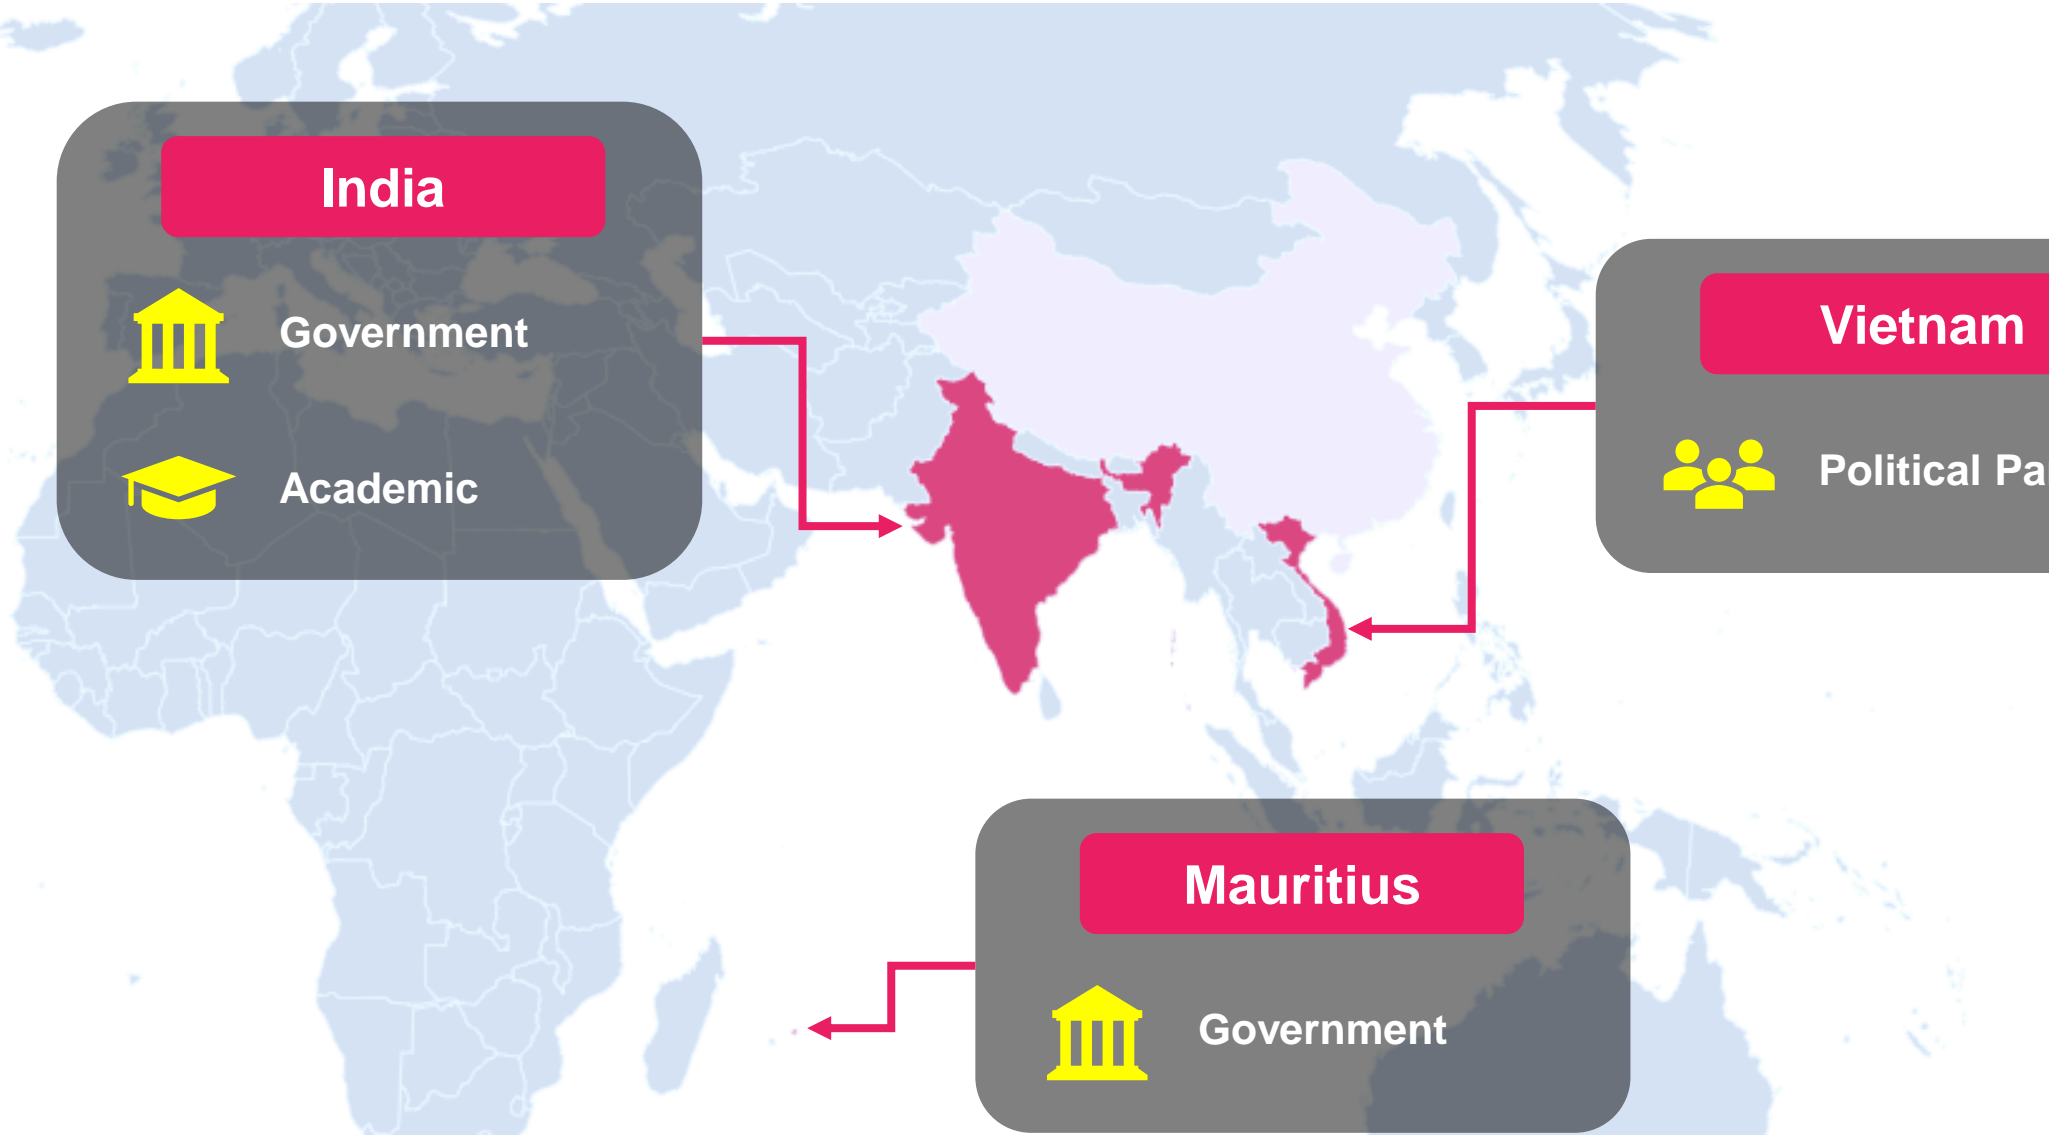 India
Government
Academic
Vietnam
Political Pa
Mauritius
Government